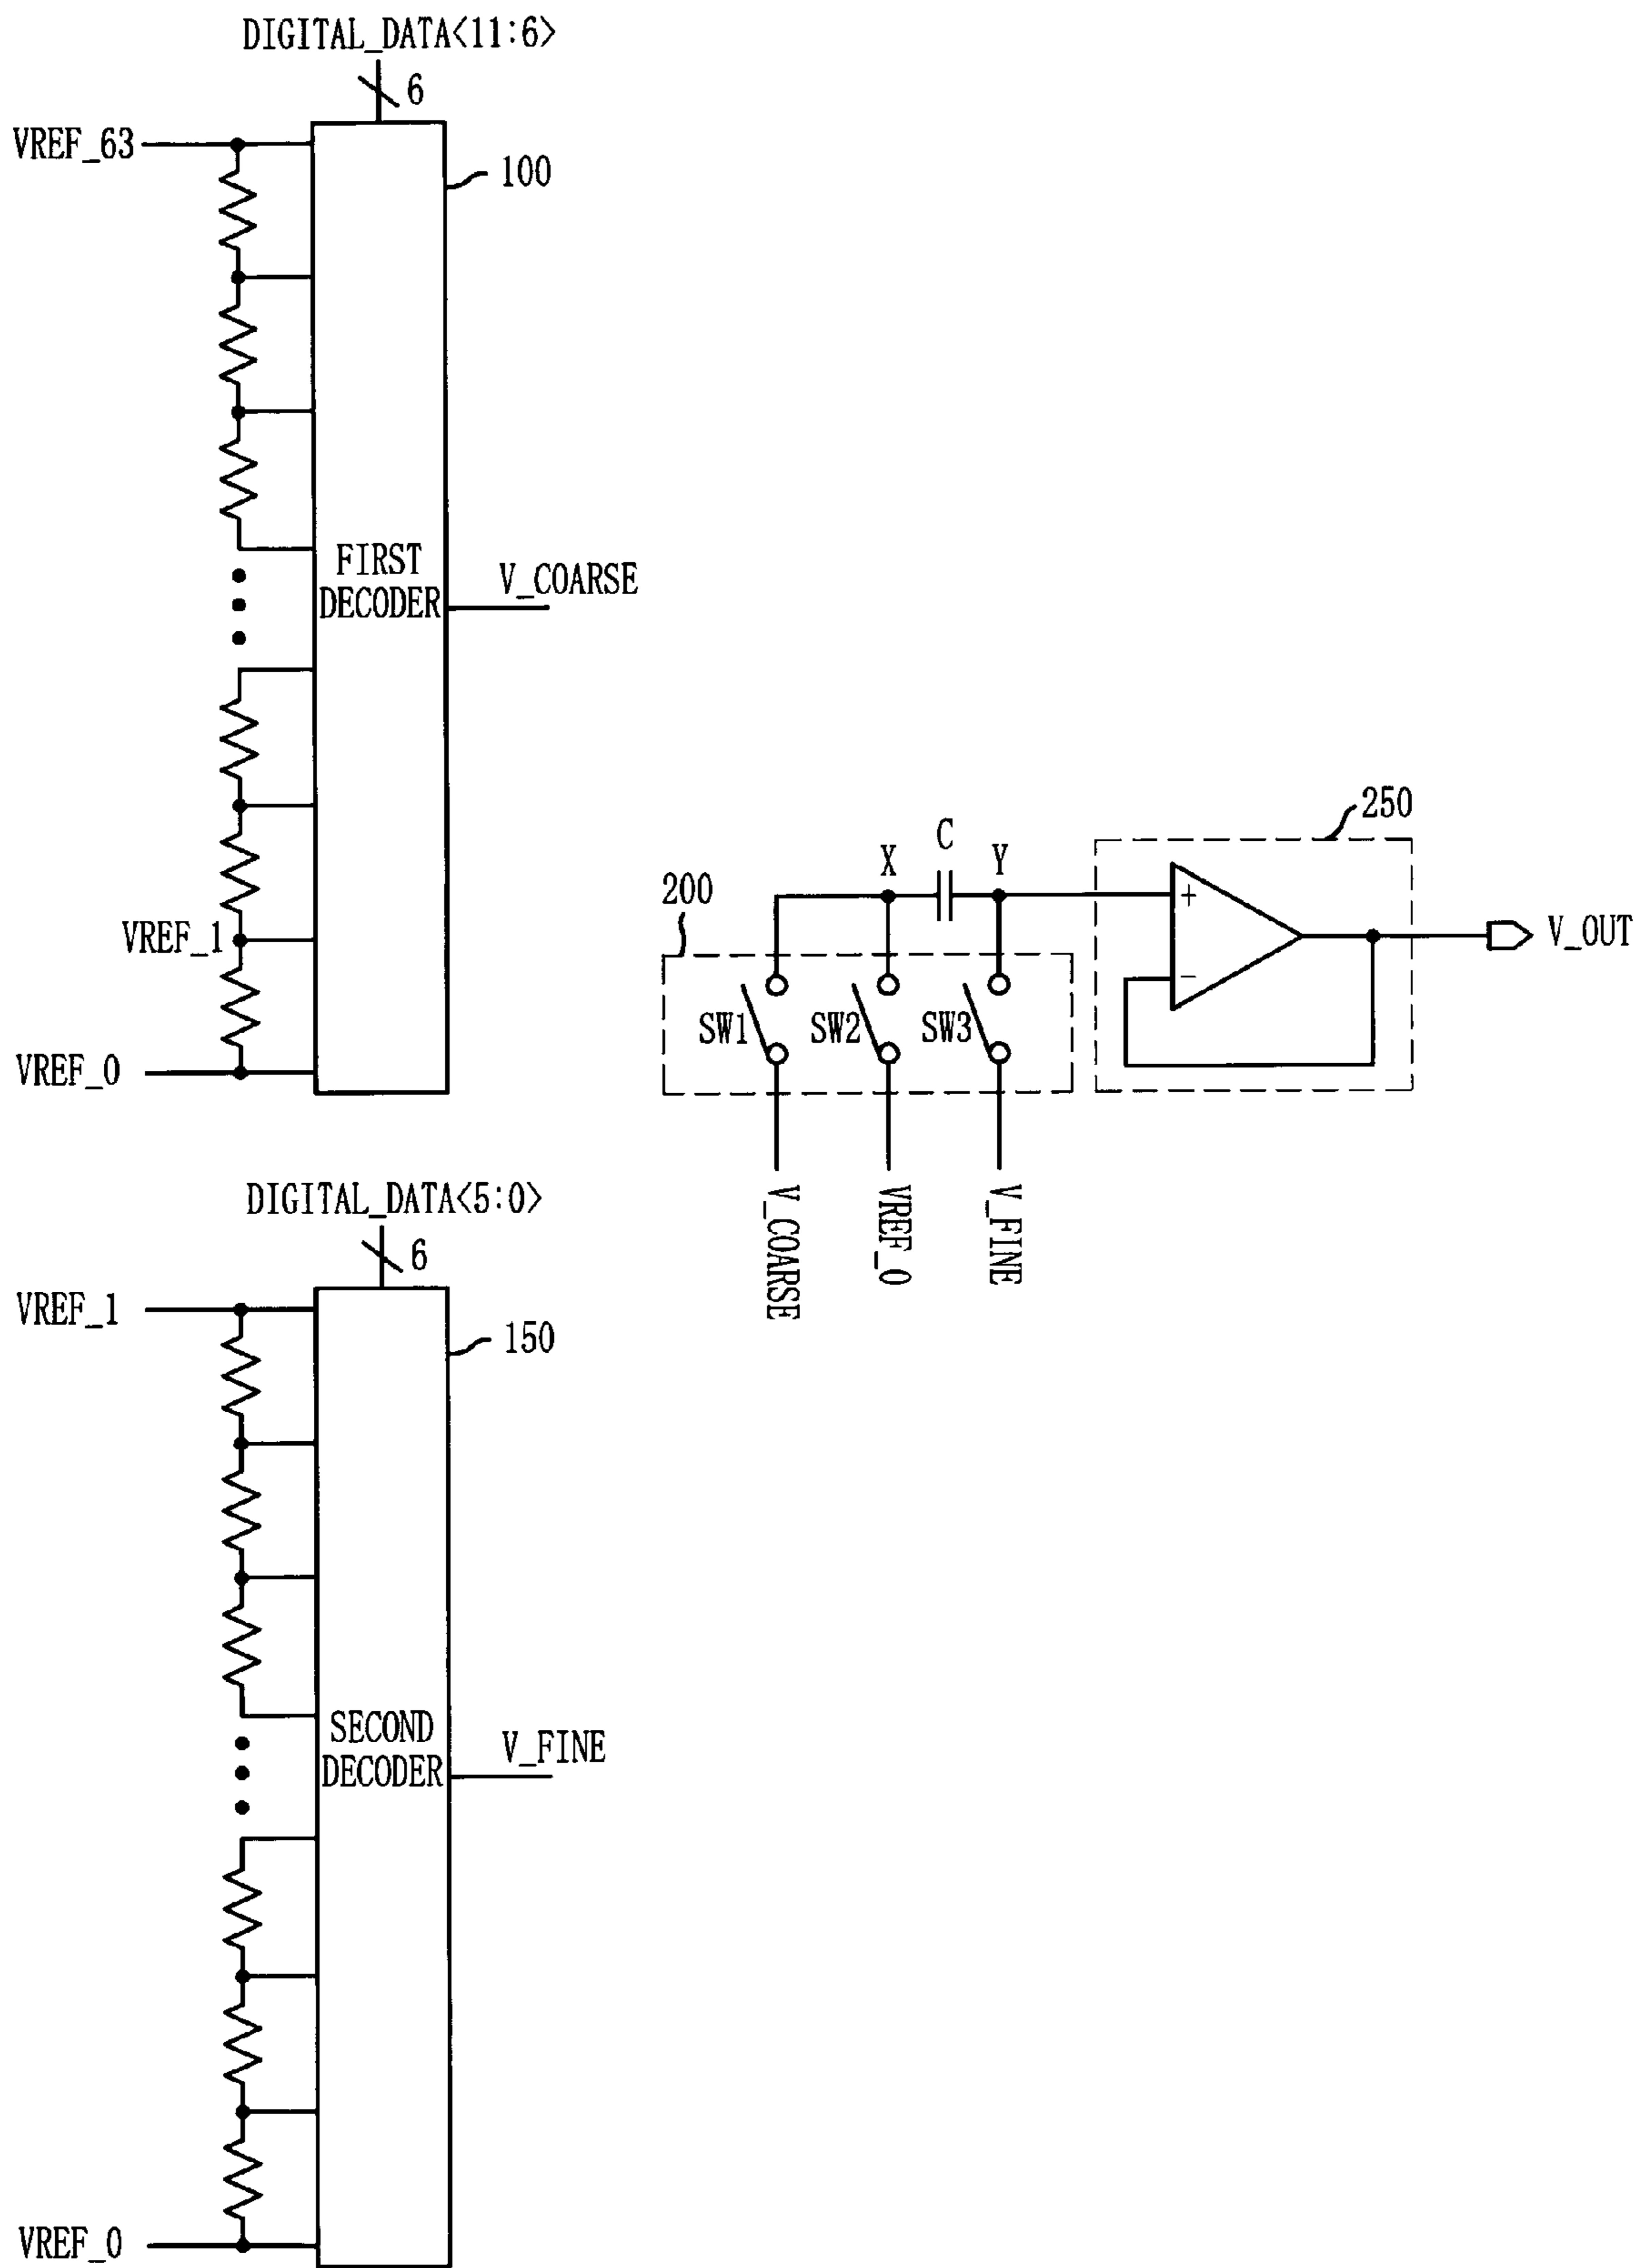 DIGITAL_DATA<11:6>
6
VREF_63
100
FIRST
DECODER
V_COARSE
VREF_1
VREF_0
200
X
C
Y
250
+
−
V_OUT
SW1
SW2
SW3
V_COARSE
VREF_0
V_FINE
DIGITAL_DATA<5:0>
6
VREF_1
150
SECOND
DECODER
V_FINE
VREF_0